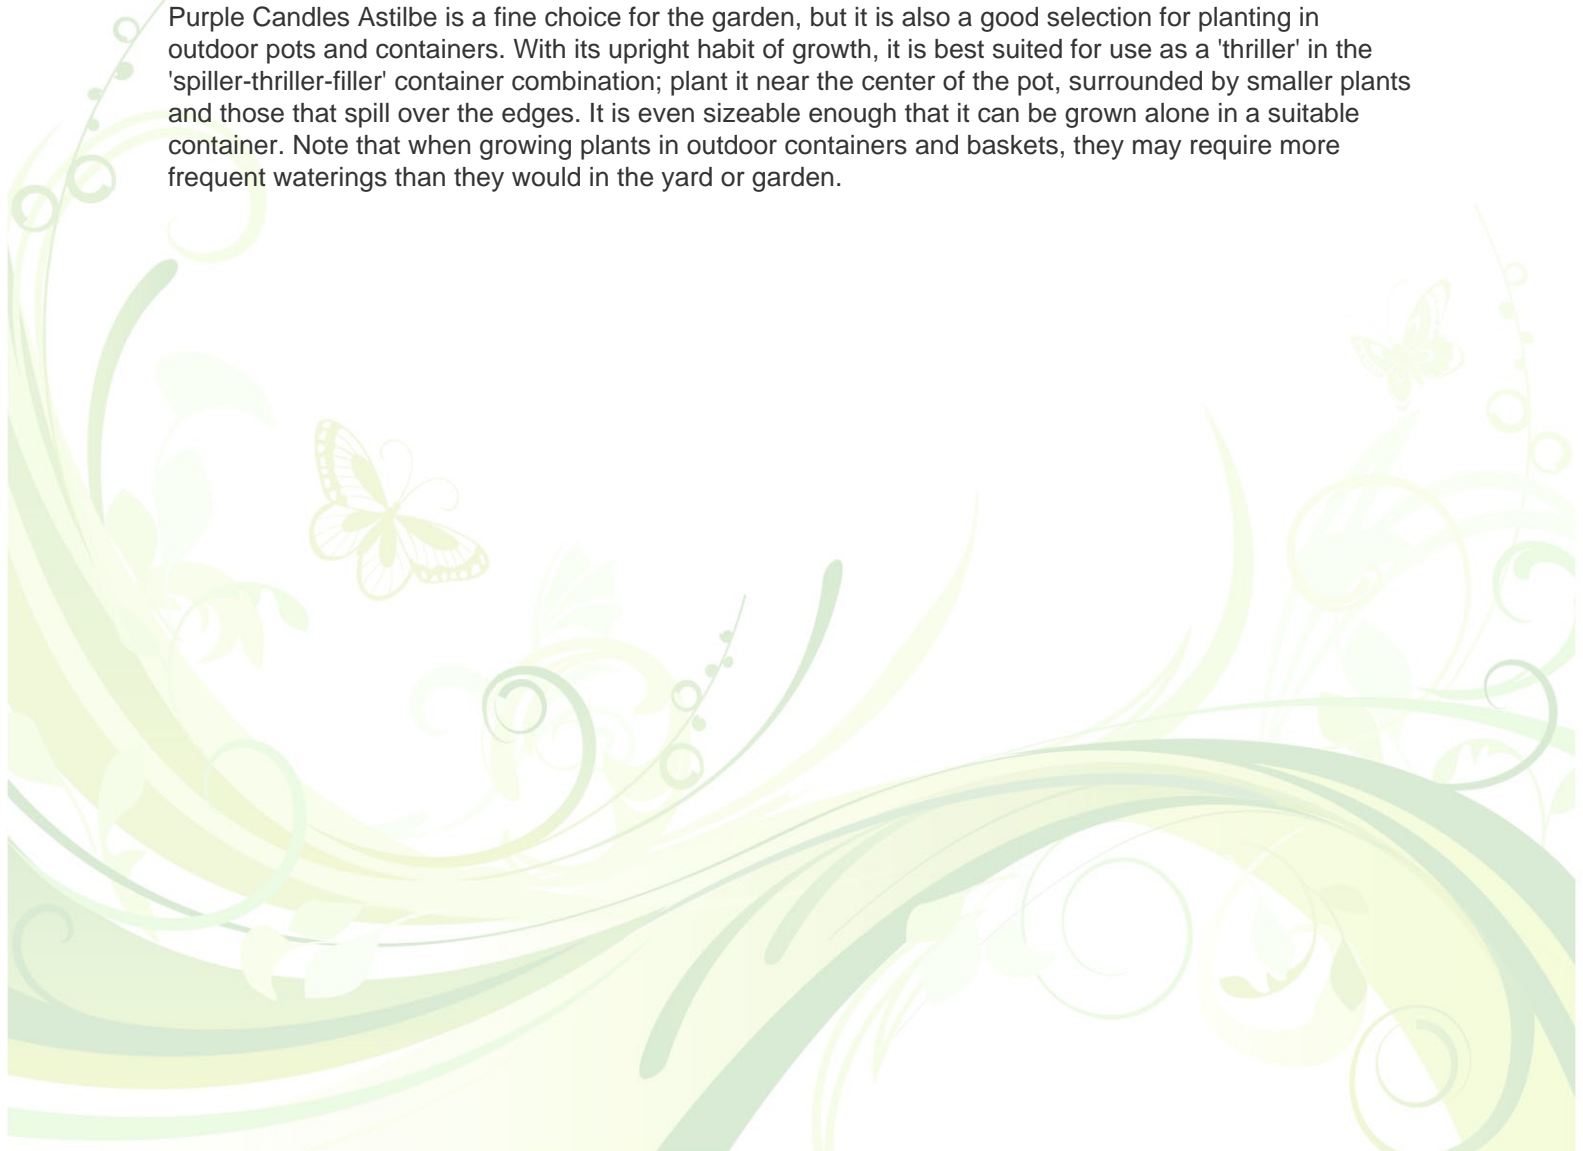 Purple Candles Astilbe is a fine choice for the garden, but it is also a good selection for planting in
outdoor pots and containers. With its upright habit of growth, it is best suited for use as a 'thriller' in the
'spiller-thriller-filler' container combination; plant it near the center of the pot, surrounded by smaller plants
and those that spill over the edges. It is even sizeable enough that it can be grown alone in a suitable
container. Note that when growing plants in outdoor containers and baskets, they may require more
frequent waterings than they would in the yard or garden.